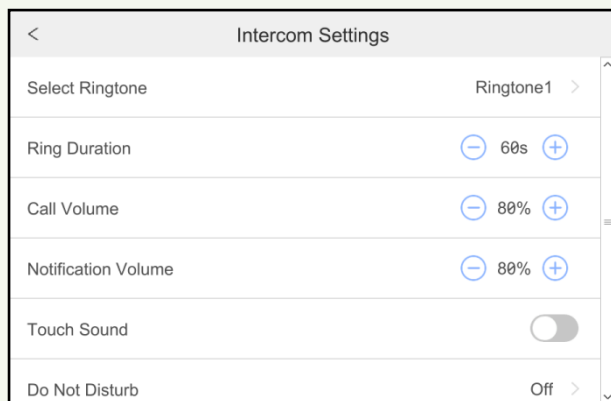 Intercom Settings
Select Ringtone Ringtone1
Ring Duration 60s
Call Volume 80%
Notification Volume 80%
Touch Sound
Do Not Disturb Off